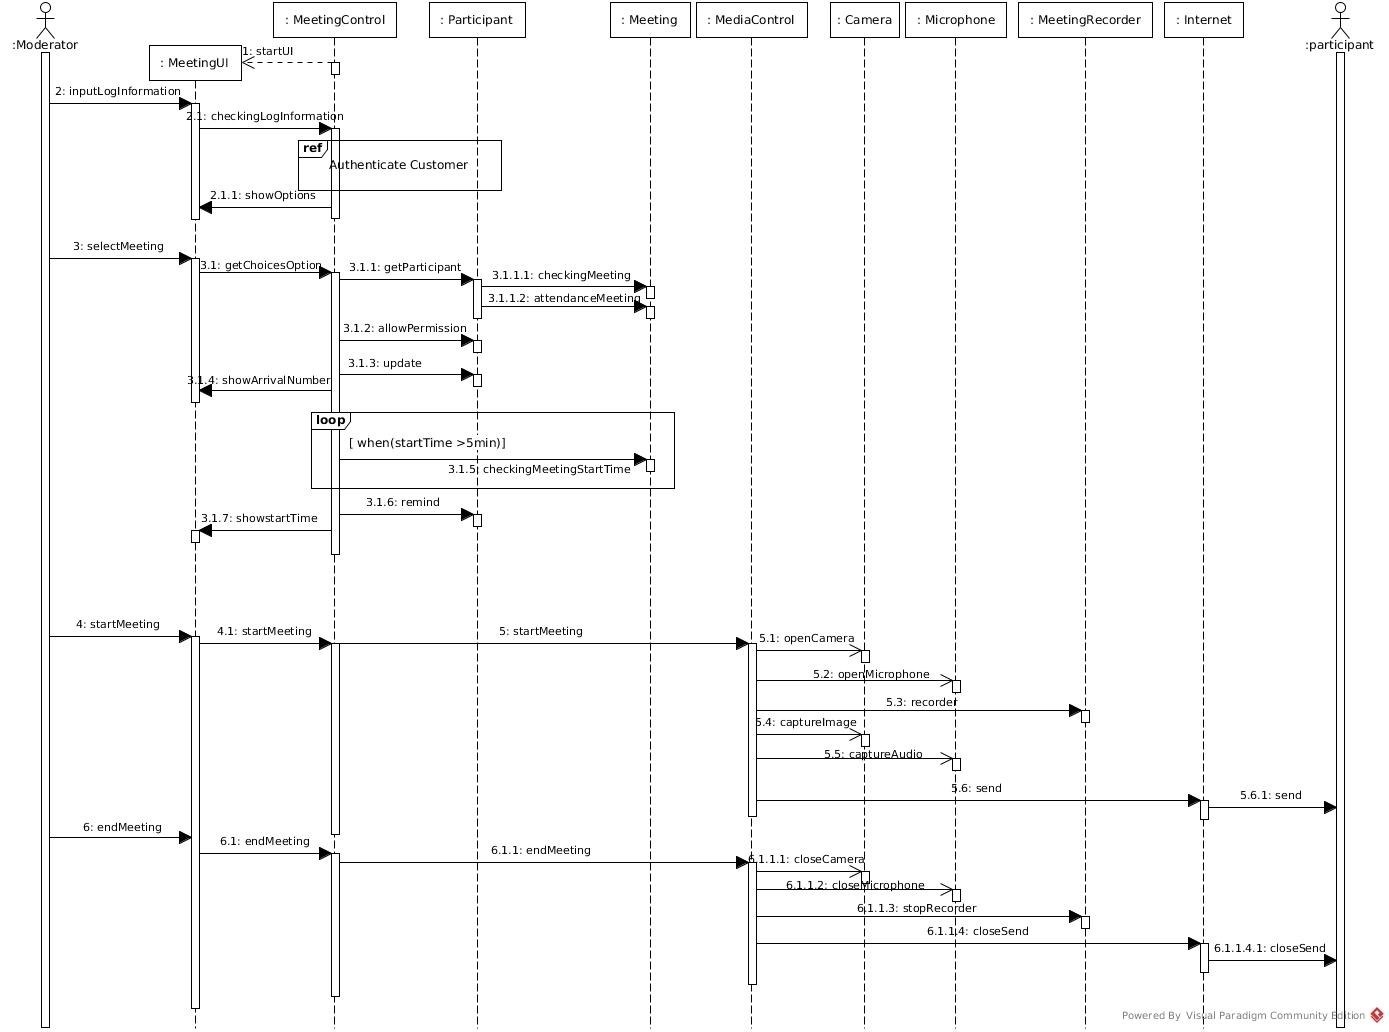 :Moderator
: MeetingUI
: MeetingControl
: Participant
: Meeting
: MediaControl
: Camera
: Microphone
: MeetingRecorder
: Internet
:participant
1: startUI
2: inputLogInformation
2.1: checkingLogInformation
ref
Authenticate Customer
2.1.1: showOptions
3: selectMeeting
3.1: getChoicesOption
3.1.1: getParticipant
3.1.1.1: checkingMeeting
3.1.1.2: attendanceMeeting
3.1.2: allowPermission
3.1.3: update
3.1.4: showArrivalNumber
loop
[ when(startTime >5min)]
3.1.5: checkingMeetingStartTime
3.1.6: remind
3.1.7: showstartTime
4: startMeeting
4.1: startMeeting
5: startMeeting
5.1: openCamera
5.2: openMicrophone
5.3: recorder
5.4: captureImage
5.5: captureAudio
5.6: send
5.6.1: send
6: endMeeting
6.1: endMeeting
6.1.1: endMeeting
6.1.1.1: closeCamera
6.1.1.2: closeMicrophone
6.1.1.3: stopRecorder
6.1.1.4: closeSend
6.1.1.4.1: closeSend
Powered By Visual Paradigm Community Edition